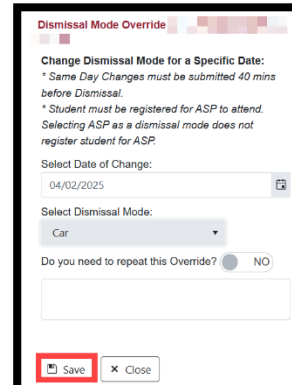 Dismissal Mode Override
Change Dismissal Mode for a Specific Date:
* Same Day Changes must be submitted 40 mins
before Dismissal.
* Student must be registered for ASP to attend.
Selecting ASP as a dismissal mode does not
register student for ASP.
Select Date of Change:
04/02/2025
Select Dismissal Mode:
Car
Do you need to repeat this Override? NO
Save × Close